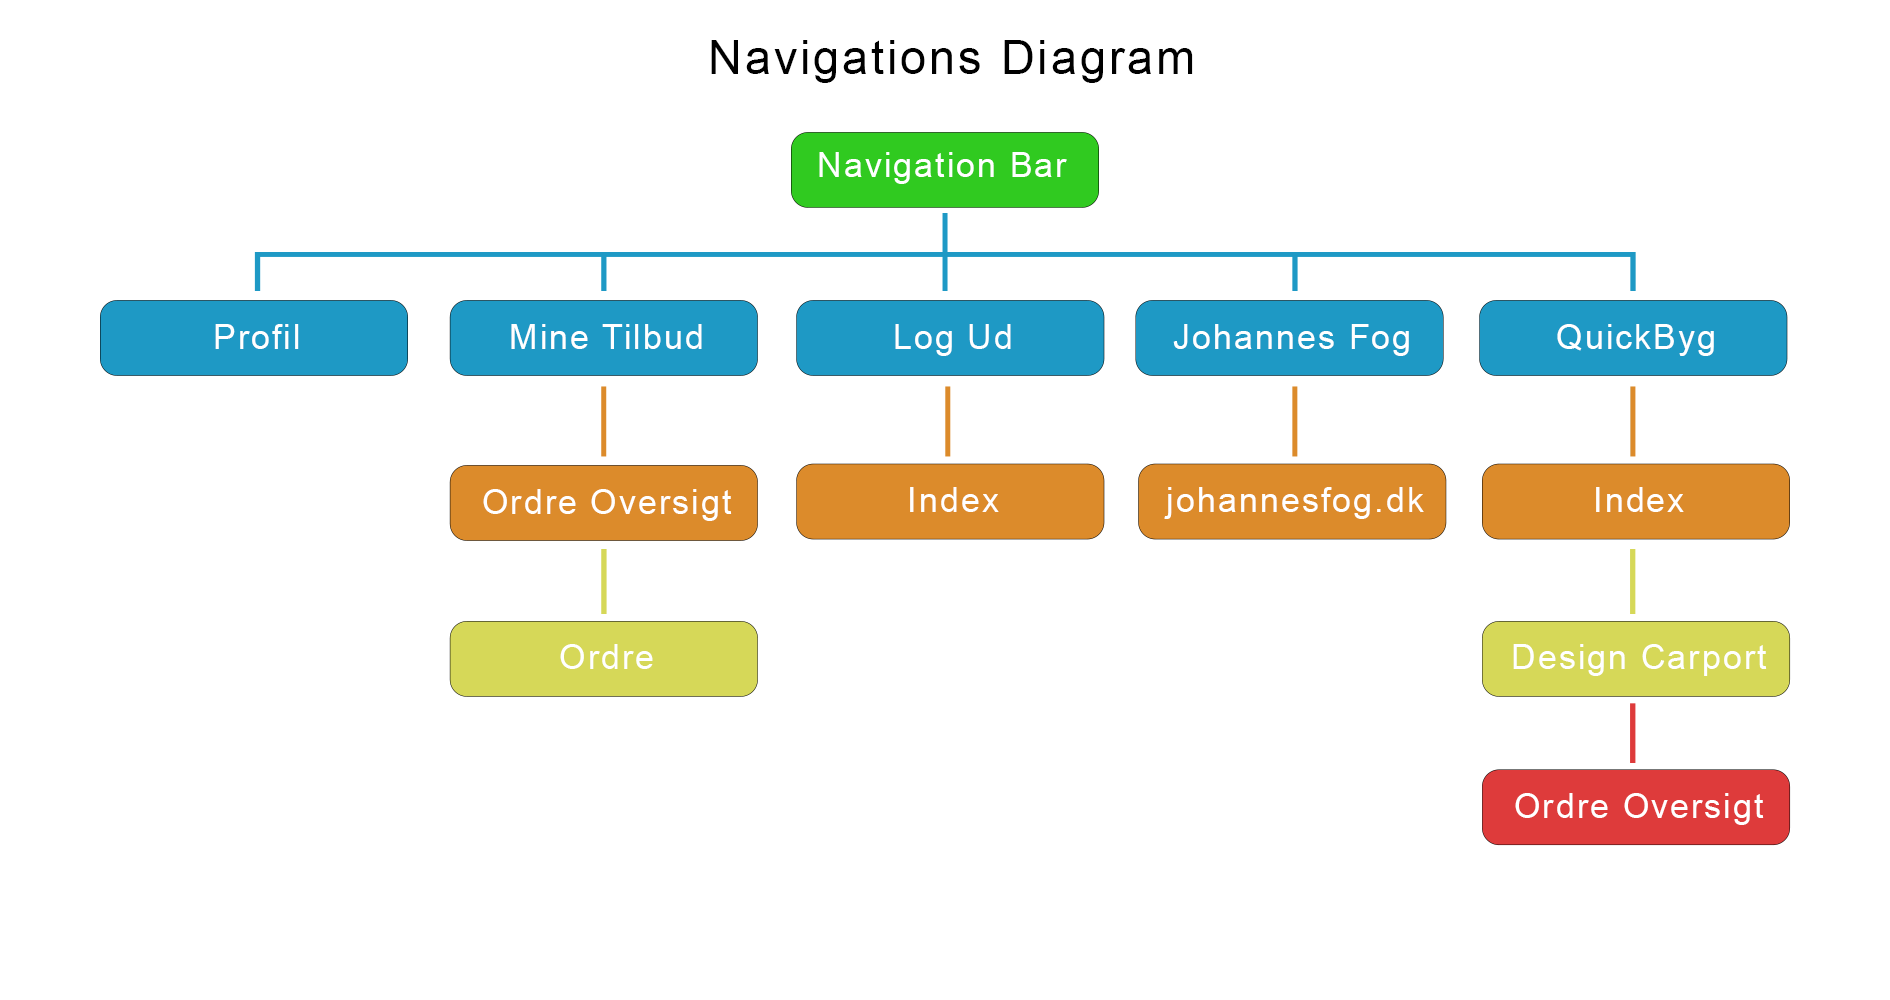 Navigations Diagram
Navigation Bar
Profil
Mine Tilbud
Log Ud
Johannes Fog
QuickByg
Ordre Oversigt
Index
johannesfog.dk
Index
Ordre
Design Carport
Ordre Oversigt